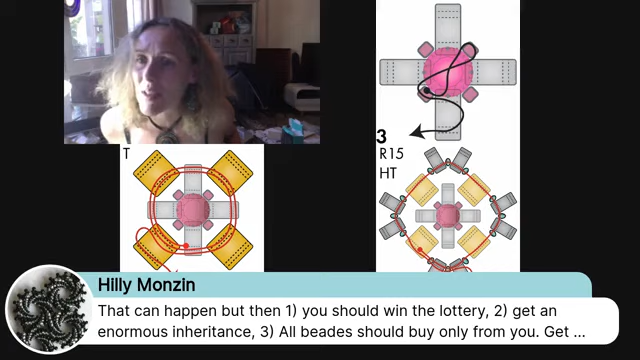 3
R15
HT
T
Hilly Monzin
That can happen but then 1) you should win the lottery, 2) get an
enormous inheritance, 3) All beades should buy only from you. Get ...